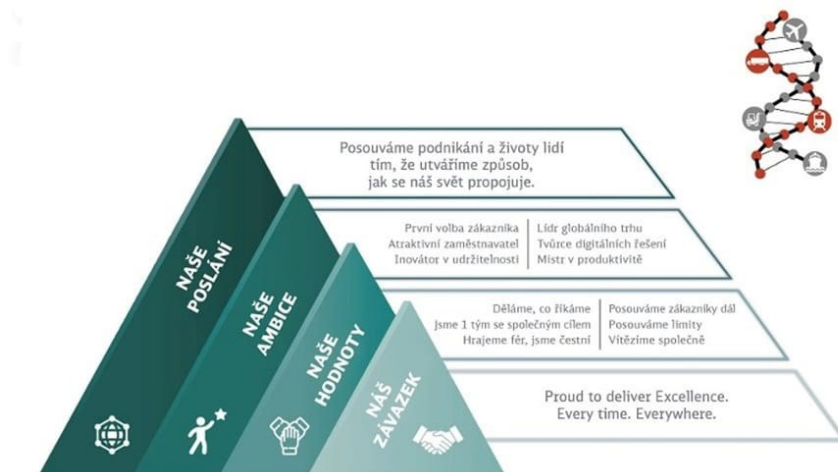 Posouváme podnikání a životy lidí
tím, že utváříme způsob,
jak se náš svět propojuje.
NAŠE
POSLÁNÍ
První volba zákazníka
Atraktivní zaměstnavatel
Inovátor v udržitelnosti
Lídr globálního trhu
Tvůrce digitálních řešení
Mistr v produktivitě
NAŠE
AMBICE
Děláme, co říkáme
Jsme 1 tým se společným cílem
Hrajeme fér, jsme čestní
Posouváme zákazníky dál
Posouváme limity
Vítězíme společně
NAŠE
HODNOTY
Proud to deliver Excellence.
Every time. Everywhere.
NÁŠ
ZÁVAZEK